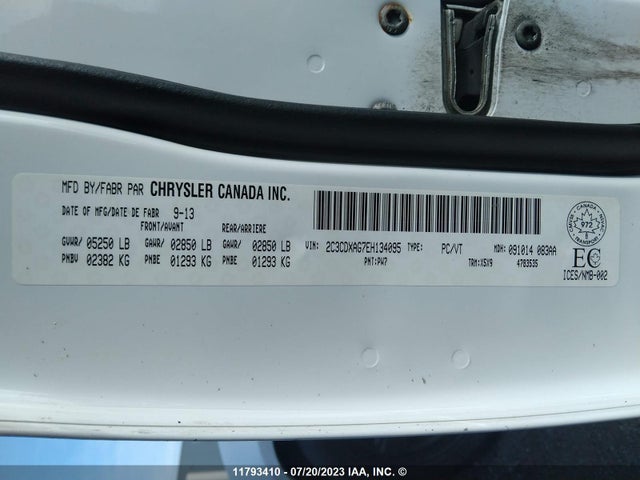 MFD BY/FABR PAR CHRYSLER CANADA INC.
DATE OF MFG/DATE DE FABR 9-13
FRONT/AVANT REAR/ARRIERE
GVWR/ 05250 LB GAWR/ 02850 LB GAWR/ 02850 LB
PNBV 02382 KG PNBE 01293 KG PNBE 01293 KG
VIN: 2C3CDXAG7EH134095 TYPE: PC/VT MDH: 091014 083AA
PNT: PW7 TRM: X5X9 4783535
CANADA
972
EC
ICES/NMB-002
11793410 - 07/20/2023 IAA, Inc. ©